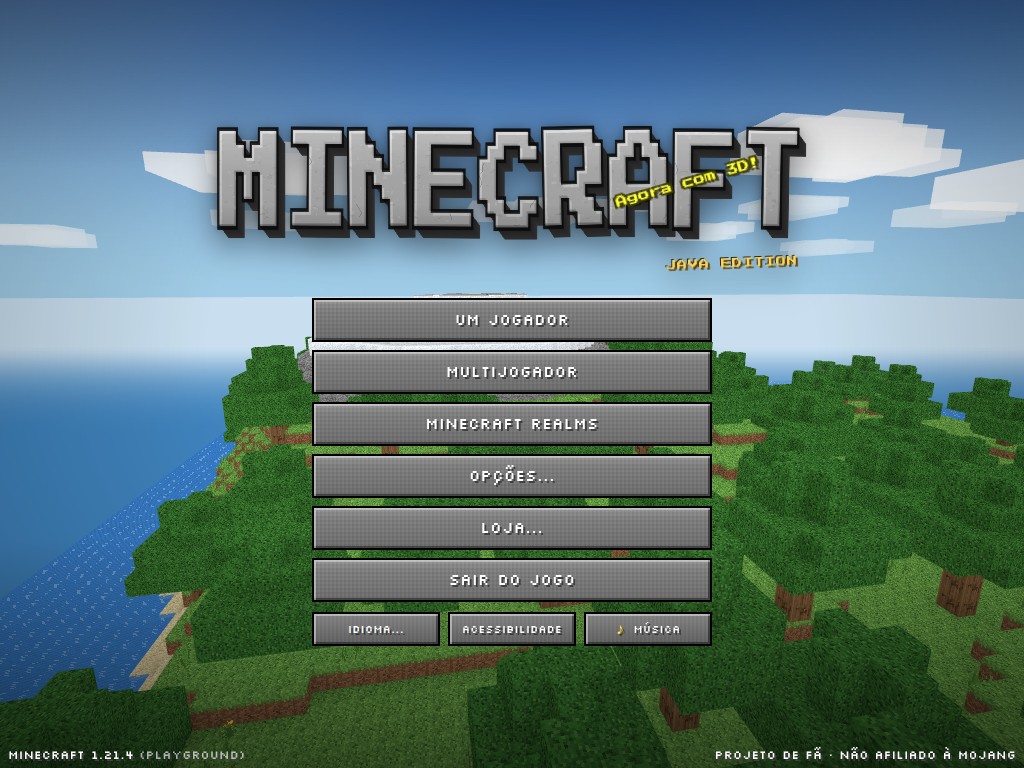 MINECRAFT
Agora com 3D!
JAVA EDITION
UM JOGADOR
MULTIJOGADOR
MINECRAFT REALMS
OPÇÕES...
LOJA...
SAIR DO JOGO
IDIOMA... ACESSIBILIDADE ♪ MÚSICA
MINECRAFT 1.21.4 (PLAYGROUND) PROJETO DE FÃ · NÃO AFILIADO À MOJANG